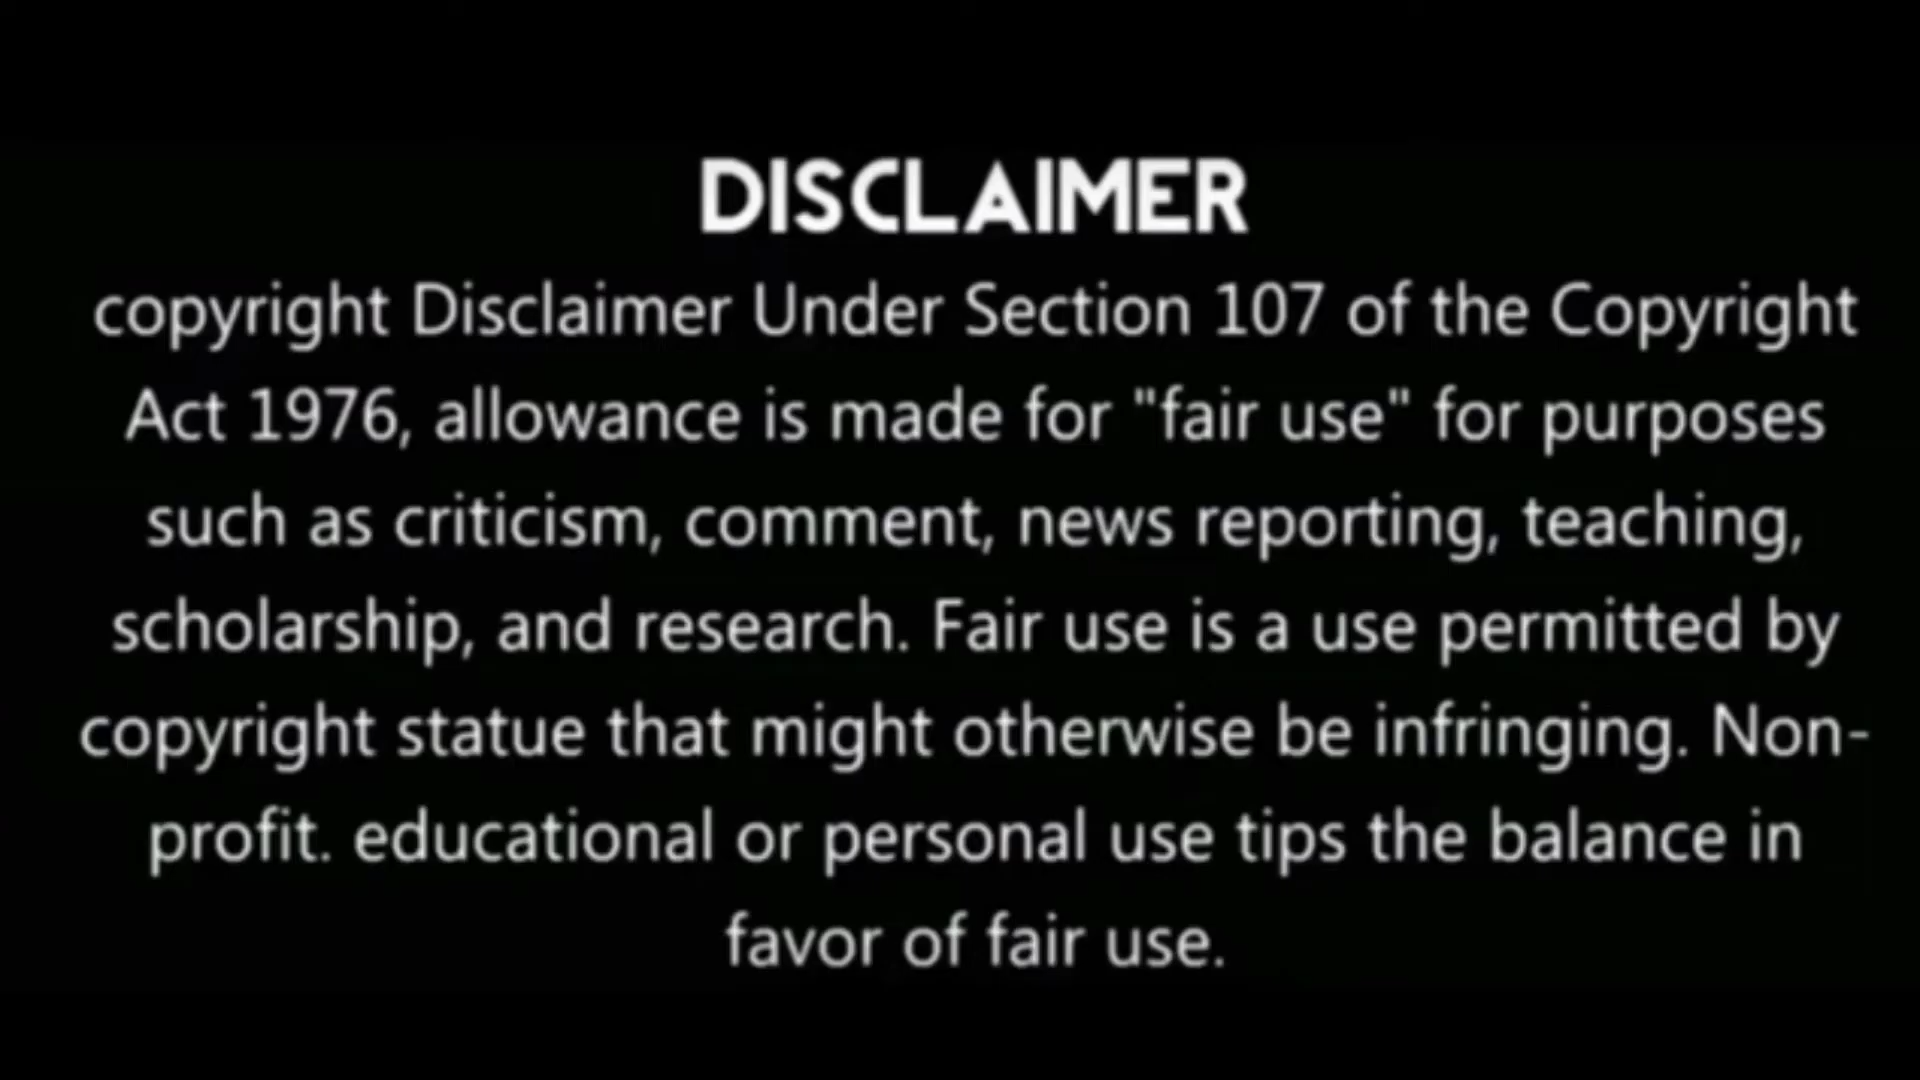 DISCLAIMER
copyright Disclaimer Under Section 107 of the Copyright
Act 1976, allowance is made for "fair use" for purposes
such as criticism, comment, news reporting, teaching,
scholarship, and research. Fair use is a use permitted by
copyright statue that might otherwise be infringing. Non-
profit. educational or personal use tips the balance in
favor of fair use.